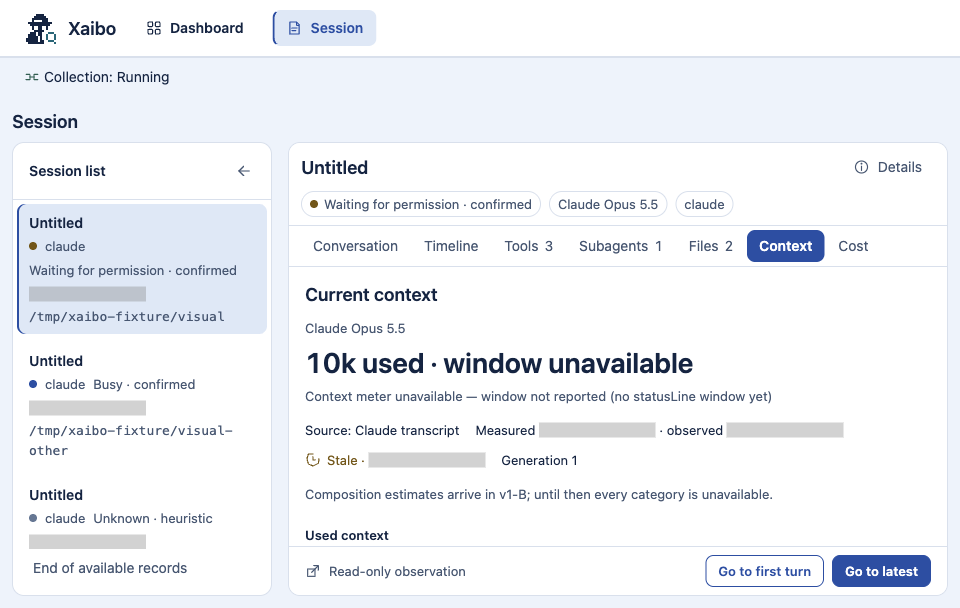 Xaibo
Dashboard
Session
Collection: Running
Session
Session list
Untitled
claude
Waiting for permission · confirmed
/tmp/xaibo-fixture/visual
Untitled
claude Busy · confirmed
/tmp/xaibo-fixture/visual-
other
Untitled
claude Unknown · heuristic
End of available records
Untitled
Details
Waiting for permission · confirmed
Claude Opus 5.5
claude
Conversation
Timeline
Tools 3
Subagents 1
Files 2
Context
Cost
Current context
Claude Opus 5.5
10k used · window unavailable
Context meter unavailable — window not reported (no statusLine window yet)
Source: Claude transcript Measured · observed
Stale · Generation 1
Composition estimates arrive in v1-B; until then every category is unavailable.
Used context
Read-only observation
Go to first turn
Go to latest